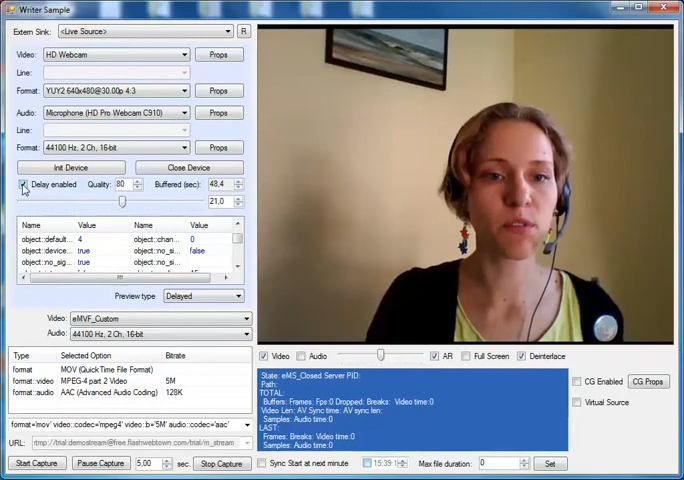 Writer Sample
Extern Sink: <Live Source> R
Video: HD Webcam Props
Line:
Format: YUY2 640x480@30.00p 4:3 Props
Audio: Microphone (HD Pro Webcam C910) Props
Line:
Format: 44100 Hz, 2 Ch, 16-bit Props
Init Device Close Device
Delay enabled Quality: 80 Buffered (sec): 48,4
21,0
Name Value Name Value
object::default... 4 object::chan... 0
object::device... true object::no_si... false
object::no_sig... true object::no_si...
Preview type Delayed
Video: eMVF_Custom
Audio: 44100 Hz, 2 Ch, 16-bit
Type Selected Option Bitrate
format MOV (QuickTime File Format)
format::video MPEG-4 part 2 Video 5M
format::audio AAC (Advanced Audio Coding) 128K
format='mov' video::codec='mpeg4' video::b='5M' audio::codec='aac'
URL: rtmp://trial:demostream@free.flashwebtown.com/trial/m_stream
Start Capture Pause Capture 5,00 sec. Stop Capture
Video Audio AR Full Screen Deinterface
State: eMS_Closed Server PID:
Path:
TOTAL:
Buffers: Frames: Fps:0 Dropped: Breaks: Video time:0
Video Len: AV Sync time: AV sync len:
Samples: Audio time:0
LAST:
Frames: Breaks: Video time:0
Samples: Audio time:0
CG Enabled CG Props
Virtual Source
Sync Start at next minute 15:39:1 Max file duration: 0 Set